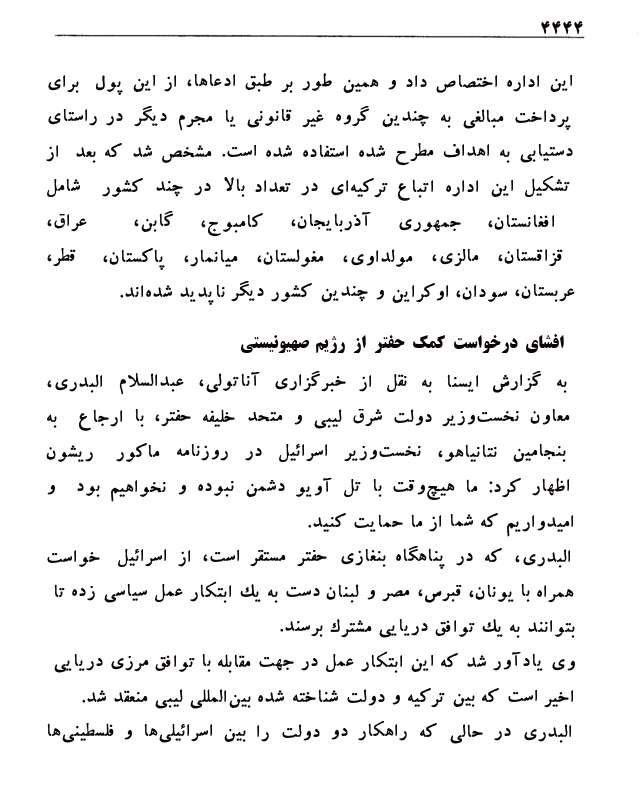 ۴۴۴۴
این اداره اختصاص داد و همین طور بر طبق ادعاها، از این پول برای
پرداخت مبالغی به چندین گروه غیر قانونی یا مجرم دیگر در راستای
دستیابی به اهداف مطرح شده استفاده شده است. مشخص شد که بعد از
تشکیل این اداره اتباع ترکیه‌ای در تعداد بالا در چند کشور شامل
افغانستان، جمهوری آذربایجان، کامبوج، گابن، عراق،
قزاقستان، مالزی، مولداوی، مغولستان، میانمار، پاکستان، قطر،
عربستان، سودان، اوکراین و چندین کشور دیگر ناپدید شده‌اند.
افشای درخواست کمک حفتر از رژیم صهیونیستی
به گزارش ایسنا به نقل از خبرگزاری آناتولی، عبدالسلام البدری،
معاون نخست‌وزیر دولت شرق لیبی و متحد خلیفه حفتر، با ارجاع به
بنجامین نتانیاهو، نخست‌وزیر اسرائیل در روزنامه ماکور ریشون
اظهار کرد: ما هیچ‌وقت با تل آویو دشمن نبوده و نخواهیم بود و
امیدواریم که شما از ما حمایت کنید.
البدری، که در پناهگاه بنغازی حفتر مستقر است، از اسرائیل خواست
همراه با یونان، قبرس، مصر و لبنان دست به یك ابتکار عمل سیاسی زده تا
بتوانند به یك توافق دریایی مشترك برسند.
وی یادآور شد که این ابتکار عمل در جهت مقابله با توافق مرزی دریایی
اخیر است که بین ترکیه و دولت شناخته شده بین‌المللی لیبی منعقد شد.
البدری در حالی که راهکار دو دولت را بین اسرائیلی‌ها و فلسطینی‌ها